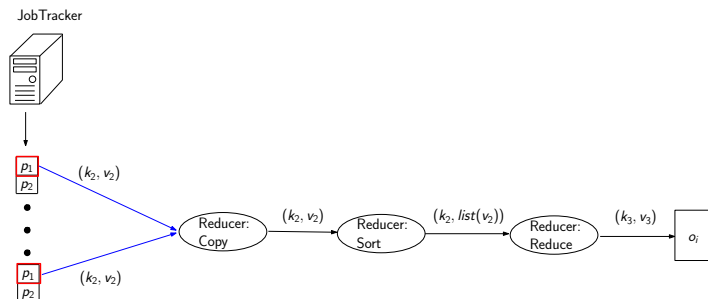 JobTracker
p₁
p₂
(k₂, v₂)
Reducer:
Copy
(k₂, v₂)
Reducer:
Sort
(k₂, list(v₂))
Reducer:
Reduce
(k₃, v₃)
oᵢ
p₁
p₂
(k₂, v₂)